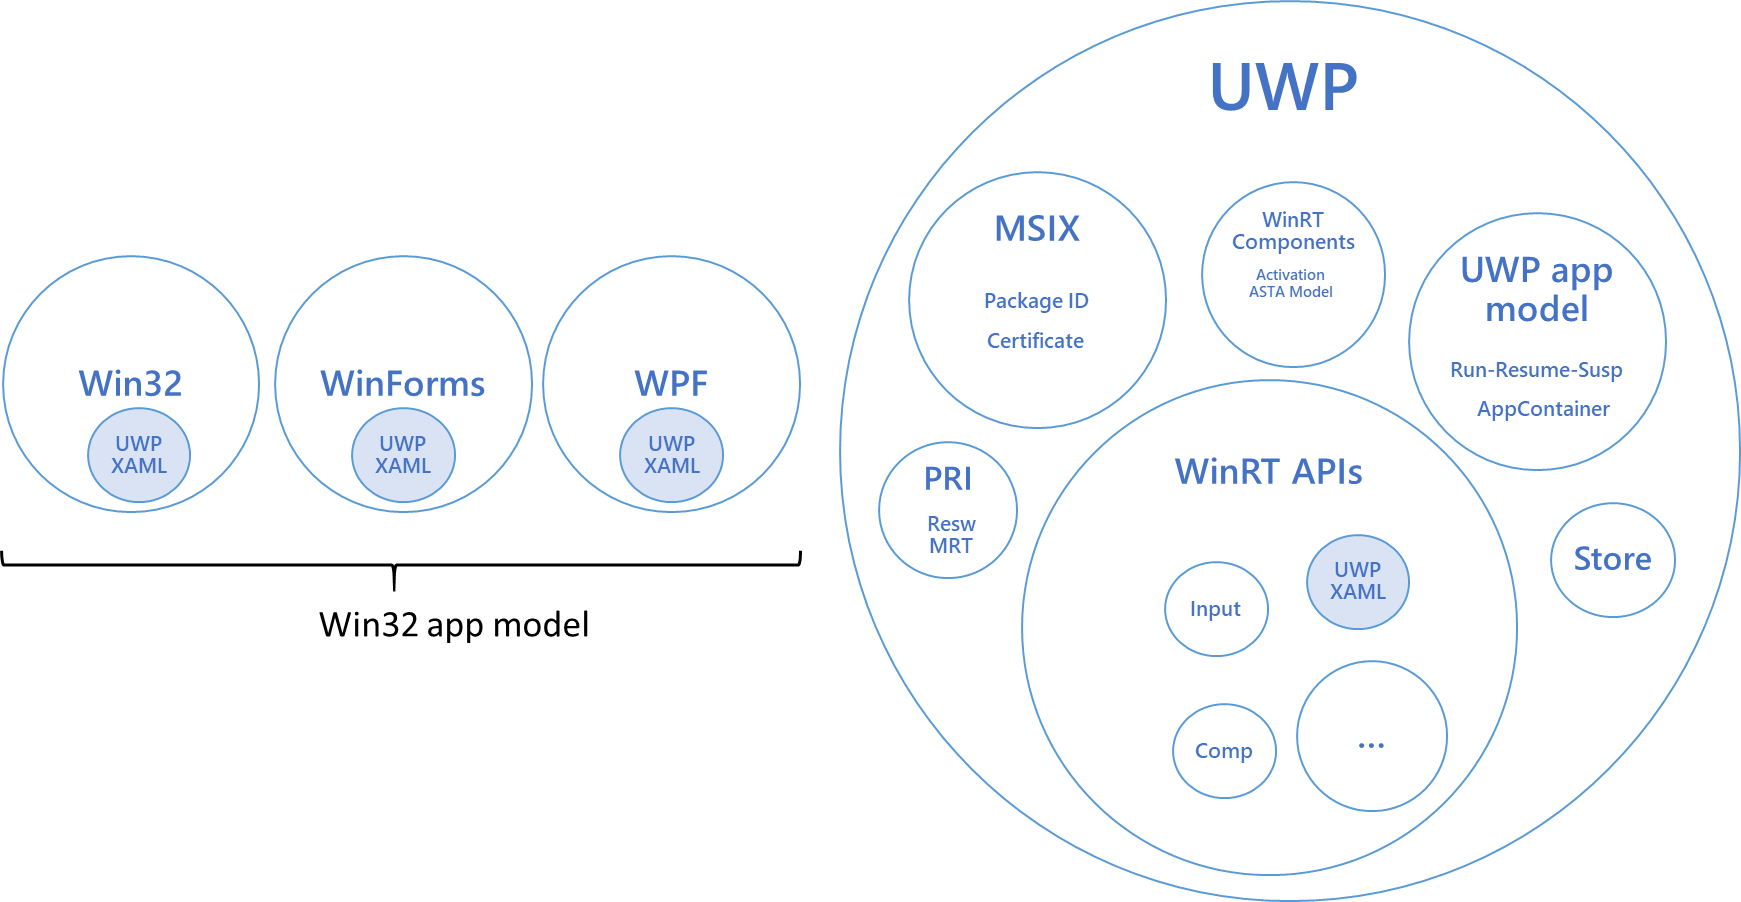 Win32
UWP
XAML
WinForms
UWP
XAML
WPF
UWP
XAML
Win32 app model
UWP
MSIX
Package ID
Certificate
WinRT
Components
Activation
ASTA Model
UWP app
model
Run-Resume-Susp
AppContainer
PRI
Resw
MRT
WinRT APIs
Input
UWP
XAML
Comp
...
Store